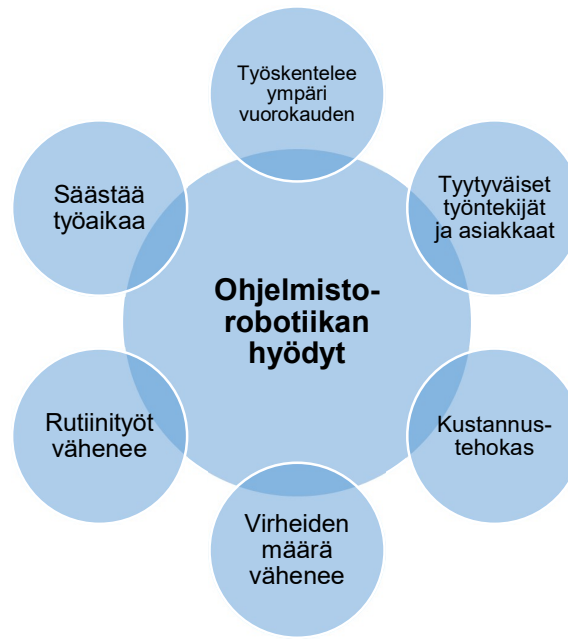 Työskentelee
ympäri
vuorokauden
Tyytyväiset
työntekijät
ja asiakkaat
Kustannus-
tehokas
Virheiden
määrä
vähenee
Rutiinityöt
vähenee
Säästää
työaikaa
Ohjelmisto-
robotiikan
hyödyt